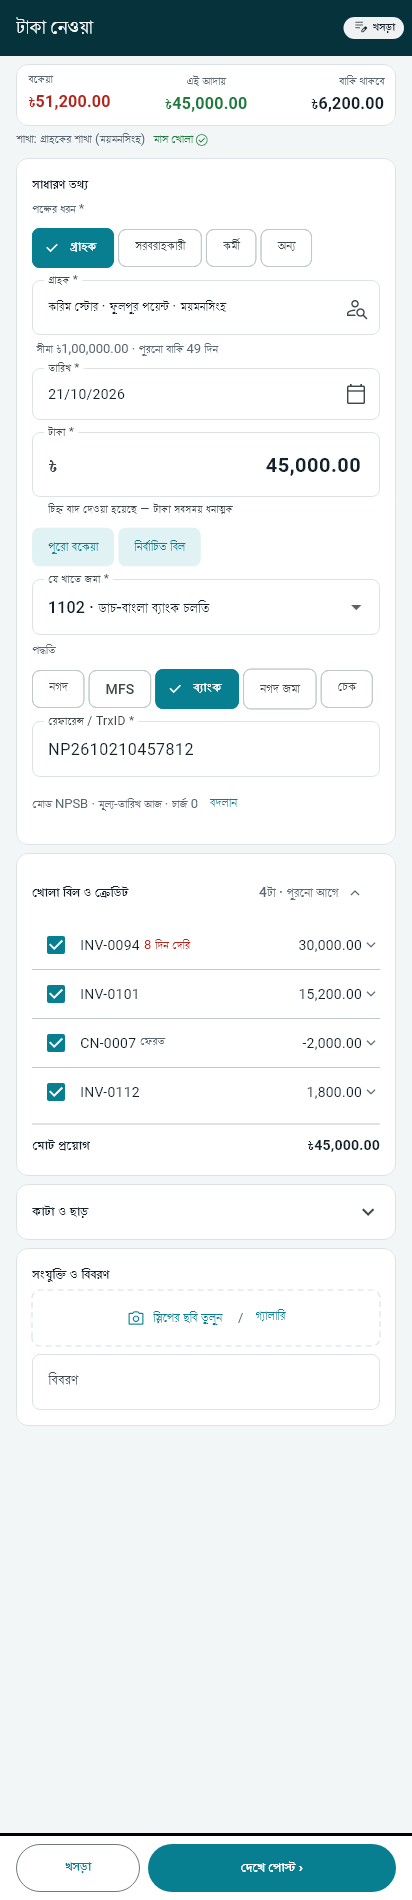 টাকা নেওয়া
খসড়া
বকেয়া এই আদায় বাকি থাকবে
৳51,200.00 ৳45,000.00 ৳6,200.00
শাখা: গ্রাহকের শাখা (ময়মনসিংহ) মাস খোলা
সাধারণ তথ্য
পক্ষের ধরন *
গ্রাহক সরবরাহকারী কর্মী অন্য
গ্রাহক *
করিম স্টোর · ফুলপুর পয়েন্ট · ময়মনসিংহ
সীমা ৳1,00,000.00 · পুরনো বাকি 49 দিন
তারিখ *
21/10/2026
টাকা *
৳ 45,000.00
চিহ্ন বাদ দেওয়া হয়েছে — টাকা সবসময় ধনাত্মক
পুরো বকেয়া নির্বাচিত বিল
যে খাতে জমা *
1102 · ডাচ-বাংলা ব্যাংক চলতি
পদ্ধতি
নগদ MFS ব্যাংক নগদ জমা চেক
রেফারেন্স / TrxID *
NP2610210457812
মোড NPSB · মূল্য-তারিখ আজ · চার্জ 0 বদলান
খোলা বিল ও ক্রেডিট 4টা · পুরনো আগে
INV-0094 8 দিন দেরি 30,000.00
INV-0101 15,200.00
CN-0007 ফেরত -2,000.00
INV-0112 1,800.00
মোট প্রয়োগ ৳45,000.00
কাটা ও ছাড়
সংযুক্তি ও বিবরণ
স্লিপের ছবি তুলুন / গ্যালারি
বিবরণ
খসড়া দেখে পোস্ট ›